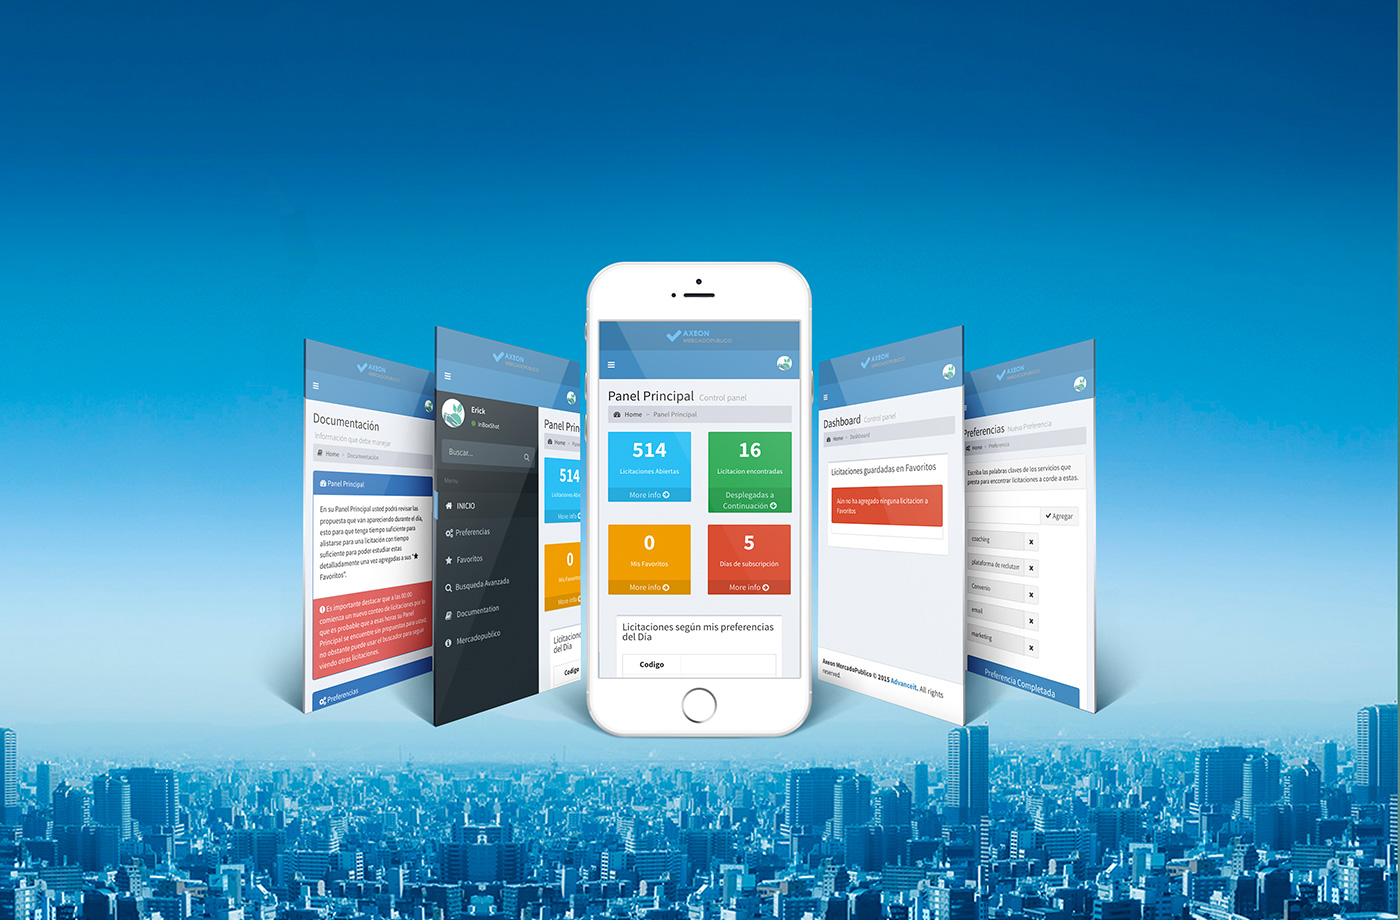 AXEON
MERCADOPUBLICO
Documentación
Información que debe manejar
Home - Documentación
Panel Principal
En su Panel Principal usted podrá revisar las
propuesta que van apareciendo durante el día,
esto para que tenga tiempo suficiente para
alistarse para una licitación con tiempo
suficiente para poder estudiar estas
detalladamente una vez agregadas a sus "★
Favoritos".
Es importante destacar que a las 00:00
comienza un nuevo conteo de licitaciones por lo
que es probable que a esas horas su Panel
Principal se encuentre sin propuestas para usted,
no obstante puede usar el buscador para seguir
viendo otras licitaciones.
Preferencias
AXEON
MERCADOPUBLICO
Erick
InBoxShot
Buscar...
Menu
INICIO
Preferencias
Favoritos
Busqueda Avanzada
Documentation
Mercadopublico
Panel Prin
Home - Pane
514
Licitaciones Abie
More info
0
Mis Favoritos
More info
Licitaciones
del Día
Codigo
AXEON
MERCADOPUBLICO
Panel Principal Control panel
Home - Panel Principal
514
Licitaciones Abiertas
More info
16
Licitacion encontradas
Desplegadas a
Continuación
0
Mis Favoritos
More info
5
Dias de subscripción
More info
Licitaciones según mis preferencias
del Día
Codigo
AXEON
MERCADOPUBLICO
Dashboard Control panel
Home - Dashboard
Licitaciones guardadas en Favoritos
Aún no ha agregado ninguna licitacion a
Favoritos
Axeon MercadoPublico © 2015 Advanceit. All rights
reserved.
AXEON
MERCADOPUBLICO
Preferencias Nueva Preferencia
Home - Preferencia
Escriba las palabras claves de los servicios que
presta para encontrar licitaciones a corde a estas.
Agregar
coaching x
plataforma de reclutam x
Convenio x
email x
marketing x
Preferencia Completada